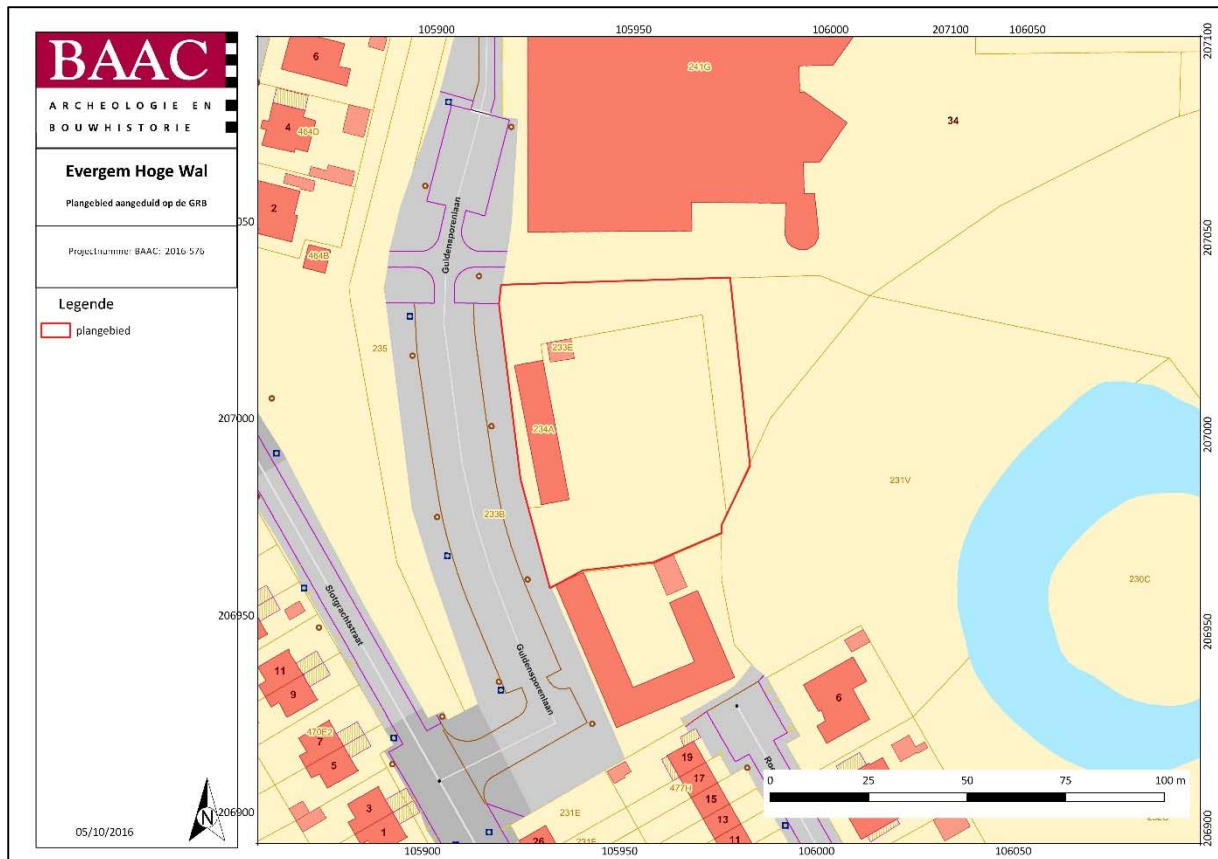 BAAC
ARCHEOLOGIE EN
BOUWHISTORIE
Evergem Hoge Wal
Plangebied aangeduid op de GRB
Projectnummer BAAC: 2016-576
Legende
plangebied
05/10/2016
N
105900
105950
106000
207100
106050
207100
207050
207000
206950
206900
207050
207000
206950
206900
105900
105950
106000
106050
6
4
464D
2
464B
241G
34
Guldensporenlaan
235
233E
234A
233B
231V
230C
Slotgrachtstraat
Guldensporenlaan
11
9
470E2
7
5
3
1
6
19
17
477H
15
13
11
231E
26
0
25
50
75
100 m